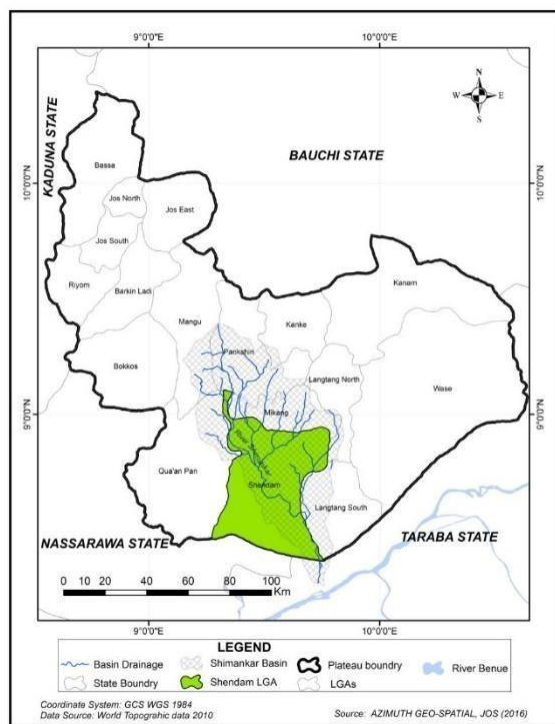 9°0'0"E 10°0'0"E
N
W E
S
KADUNA STATE
BAUCHI STATE
10°0'0"N 10°0'0"N
Bassa
Jos North
Jos East
Jos South
Riyom
Barkin Ladi
Kanam
Mangu
Kanke
Pankshin
Bokkos
Langtang North
Wase
Mikang
9°0'0"N 9°0'0"N
Qua'an Pan
Shendam
Langtang South
NASSARAWA STATE
TARABA STATE
0 10 20 40 60 80 100
Km
9°0'0"E 10°0'0"E
LEGEND
Basin Drainage Shimankar Basin Plateau boundry River Benue
State Boundry Shendam LGA LGAs
Coordinate System: GCS WGS 1984
Data Source: World Topograhic data 2010 Source: AZIMUTH GEO-SPATIAL, JOS (2016)